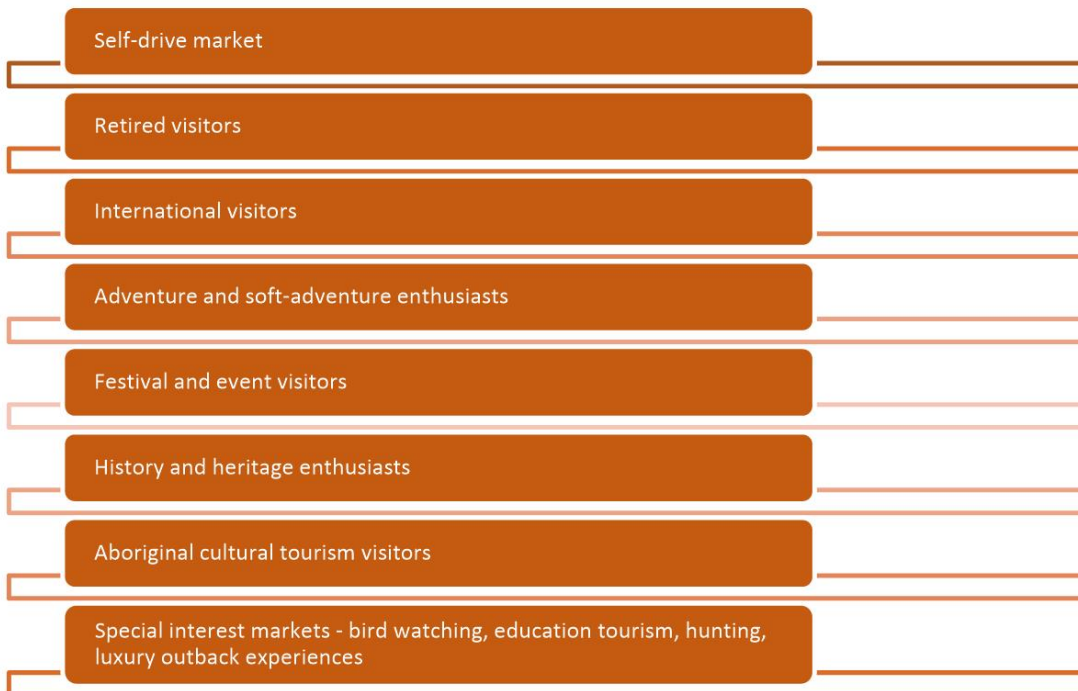 Self-drive market
Retired visitors
International visitors
Adventure and soft-adventure enthusiasts
Festival and event visitors
History and heritage enthusiasts
Aboriginal cultural tourism visitors
Special interest markets - bird watching, education tourism, hunting,
luxury outback experiences